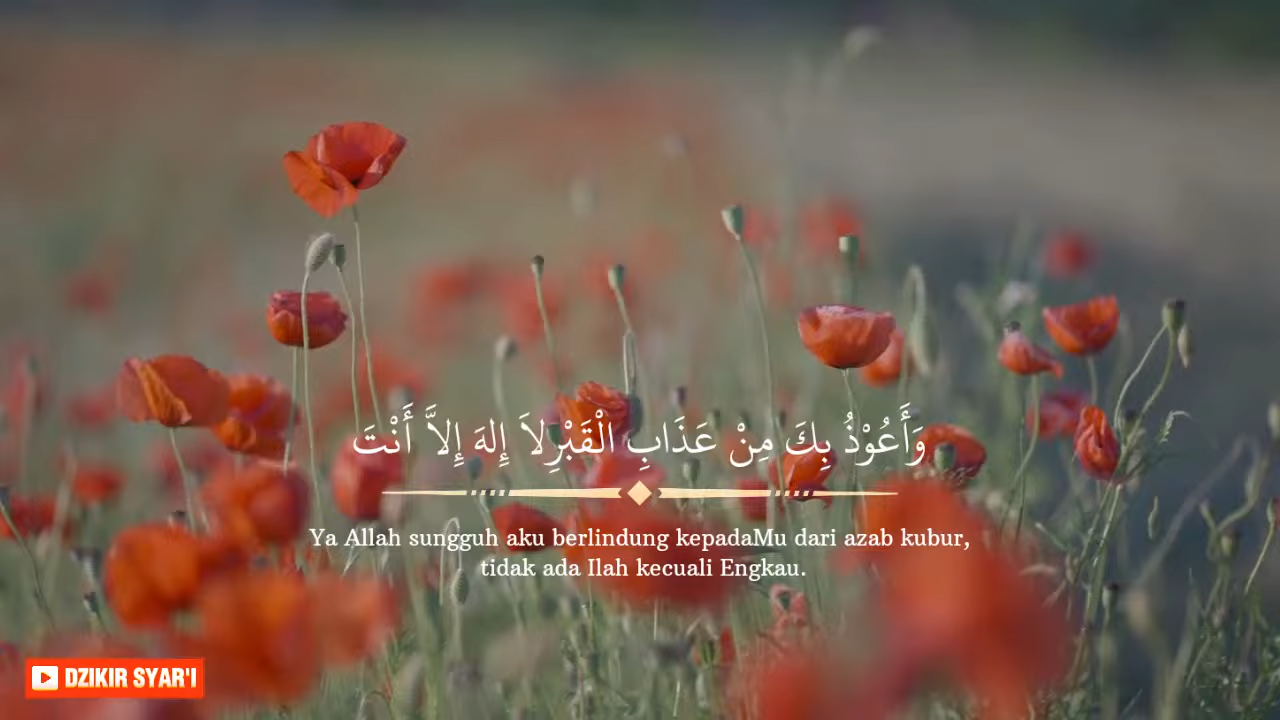 وَأَعُوْذُ بِكَ مِنْ عَذَابِ الْقَبْرِلاَ إِلهَ إِلاَّ أَنْتَ
Ya Allah sungguh aku berlindung kepadaMu dari azab kubur,
tidak ada Ilah kecuali Engkau.
DZIKIR SYAR'I